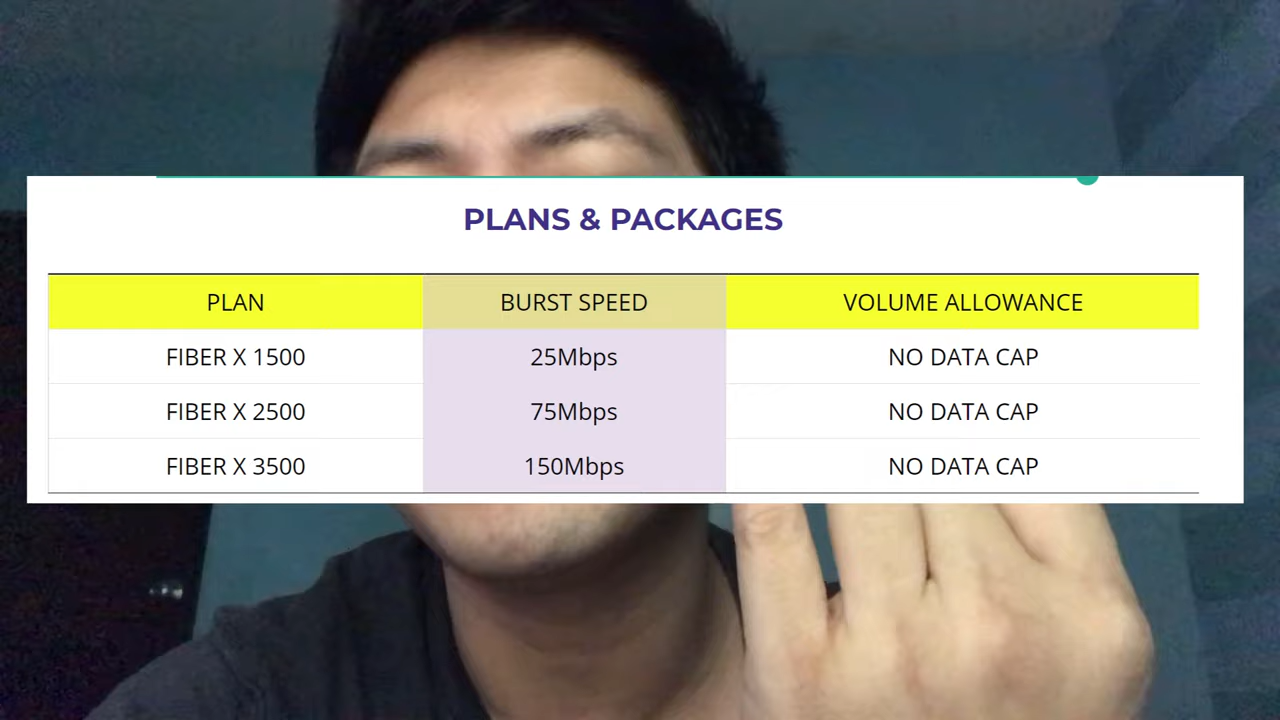 PLANS & PACKAGES
PLAN BURST SPEED VOLUME ALLOWANCE
FIBER X 1500 25Mbps NO DATA CAP
FIBER X 2500 75Mbps NO DATA CAP
FIBER X 3500 150Mbps NO DATA CAP